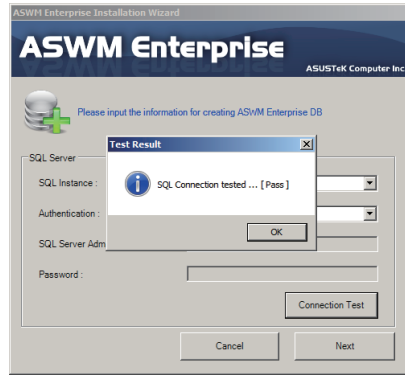 ASWM Enterprise Installation Wizard
ASWM Enterprise
ASUSTeK Computer Inc
Please input the information for creating ASWM Enterprise DB
Test Result
SQL Server
SQL Connection tested ... [ Pass ]
SQL Instance :
Authentication :
OK
SQL Server Adm
Password :
Connection Test
Cancel
Next